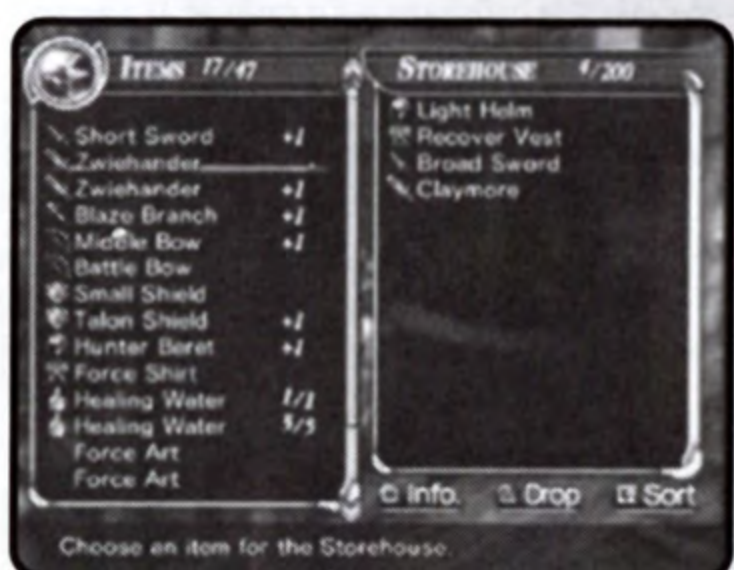 ITEMS 17/47
Short Sword +1
Zwiehander
Zwiehander +1
Blaze Branch +1
Middle Bow +1
Battle Bow
Small Shield
Talon Shield +1
Hunter Beret +1
Force Shirt
Healing Water 1/1
Healing Water 5/5
Force Art
Force Art
STOREHOUSE 4/200
Light Helm
Recover Vest
Broad Sword
Claymore
Info. Drop Sort
Choose an item for the Storehouse.